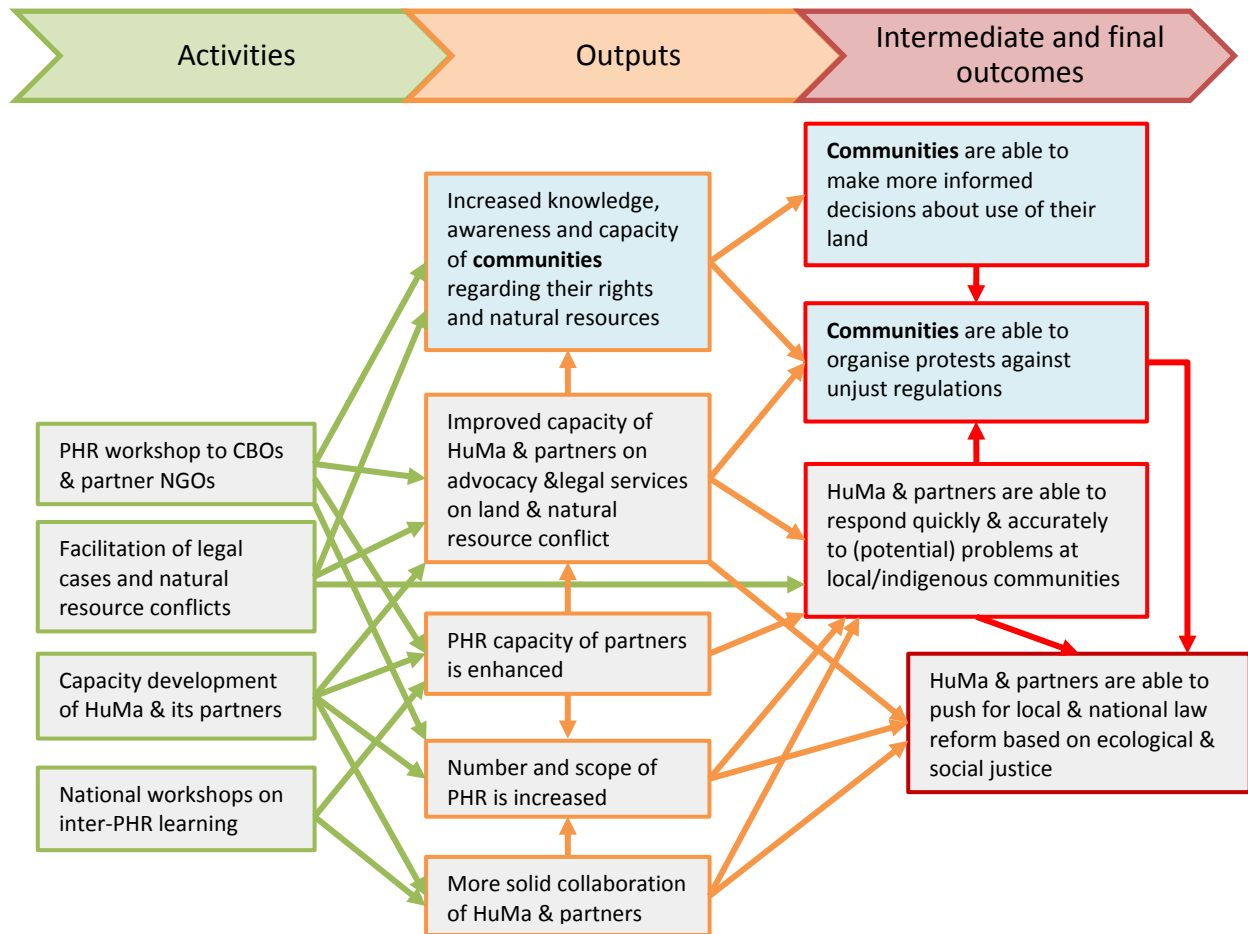 Activities
Outputs
Intermediate and final
outcomes
PHR workshop to CBOs
& partner NGOs
Facilitation of legal
cases and natural
resource conflicts
Capacity development
of HuMa & its partners
National workshops on
inter-PHR learning
Increased knowledge,
awareness and capacity
of communities
regarding their rights
and natural resources
Improved capacity of
HuMa & partners on
advocacy &legal services
on land & natural
resource conflict
PHR capacity of partners
is enhanced
Number and scope of
PHR is increased
More solid collaboration
of HuMa & partners
Communities are able to
make more informed
decisions about use of their
land
Communities are able to
organise protests against
unjust regulations
HuMa & partners are able to
respond quickly & accurately
to (potential) problems at
local/indigenous communities
HuMa & partners are able to
push for local & national law
reform based on ecological &
social justice